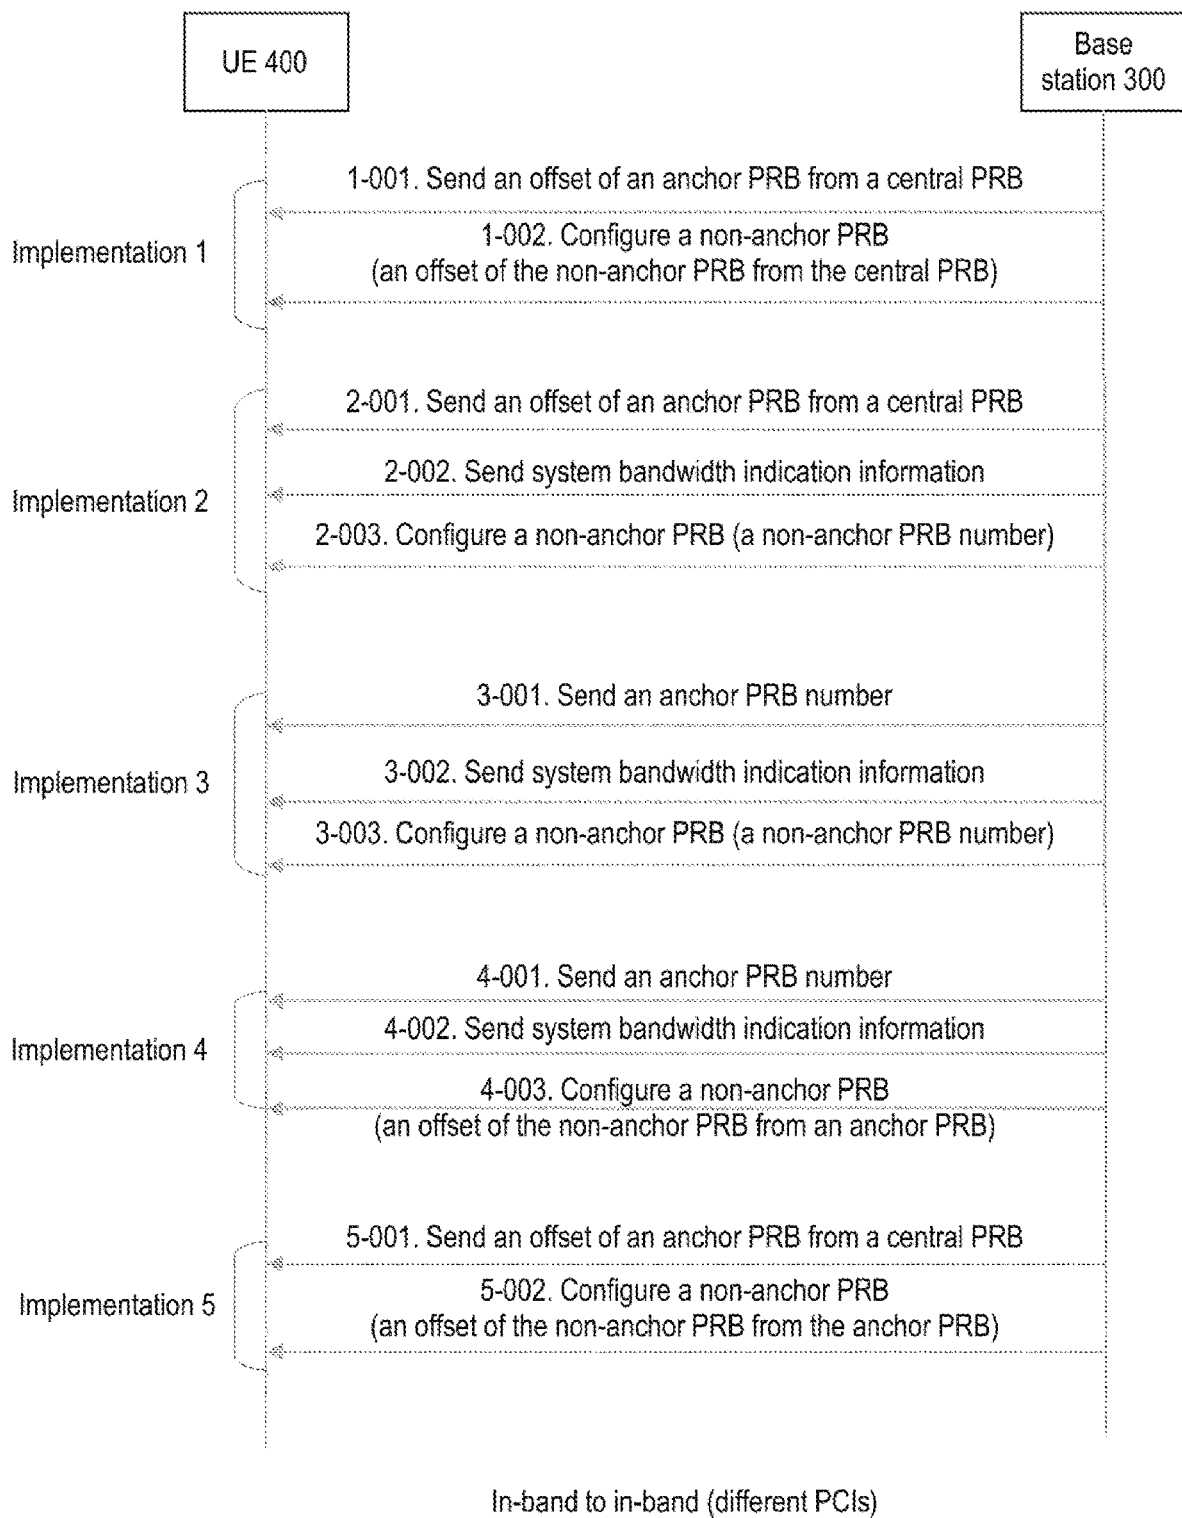 UE 400
Base
station 300
1-001. Send an offset of an anchor PRB from a central PRB
1-002. Configure a non-anchor PRB
(an offset of the non-anchor PRB from the central PRB)
Implementation 1
2-001. Send an offset of an anchor PRB from a central PRB
2-002. Send system bandwidth indication information
Implementation 2
2-003. Configure a non-anchor PRB (a non-anchor PRB number)
3-001. Send an anchor PRB number
3-002. Send system bandwidth indication information
Implementation 3
3-003. Configure a non-anchor PRB (a non-anchor PRB number)
4-001. Send an anchor PRB number
4-002. Send system bandwidth indication information
Implementation 4
4-003. Configure a non-anchor PRB
(an offset of the non-anchor PRB from an anchor PRB)
5-001. Send an offset of an anchor PRB from a central PRB
5-002. Configure a non-anchor PRB
Implementation 5
(an offset of the non-anchor PRB from the anchor PRB)
In-band to in-band (different PCIs)